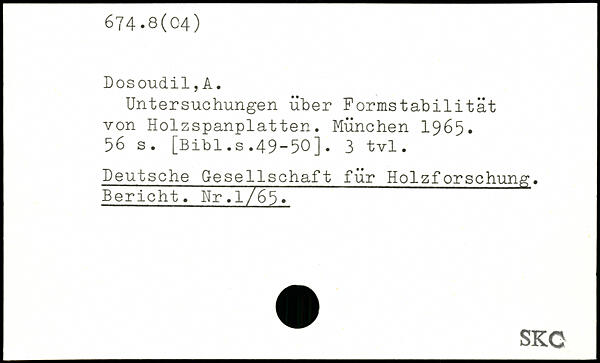 674.8(04)
Dosoudil,A.
Untersuchungen über Formstabilität
von Holzspanplatten. München 1965.
56 s. [Bibl.s.49-50]. 3 tvl.
Deutsche Gesellschaft für Holzforschung.
Bericht. Nr.1/65.
SKC